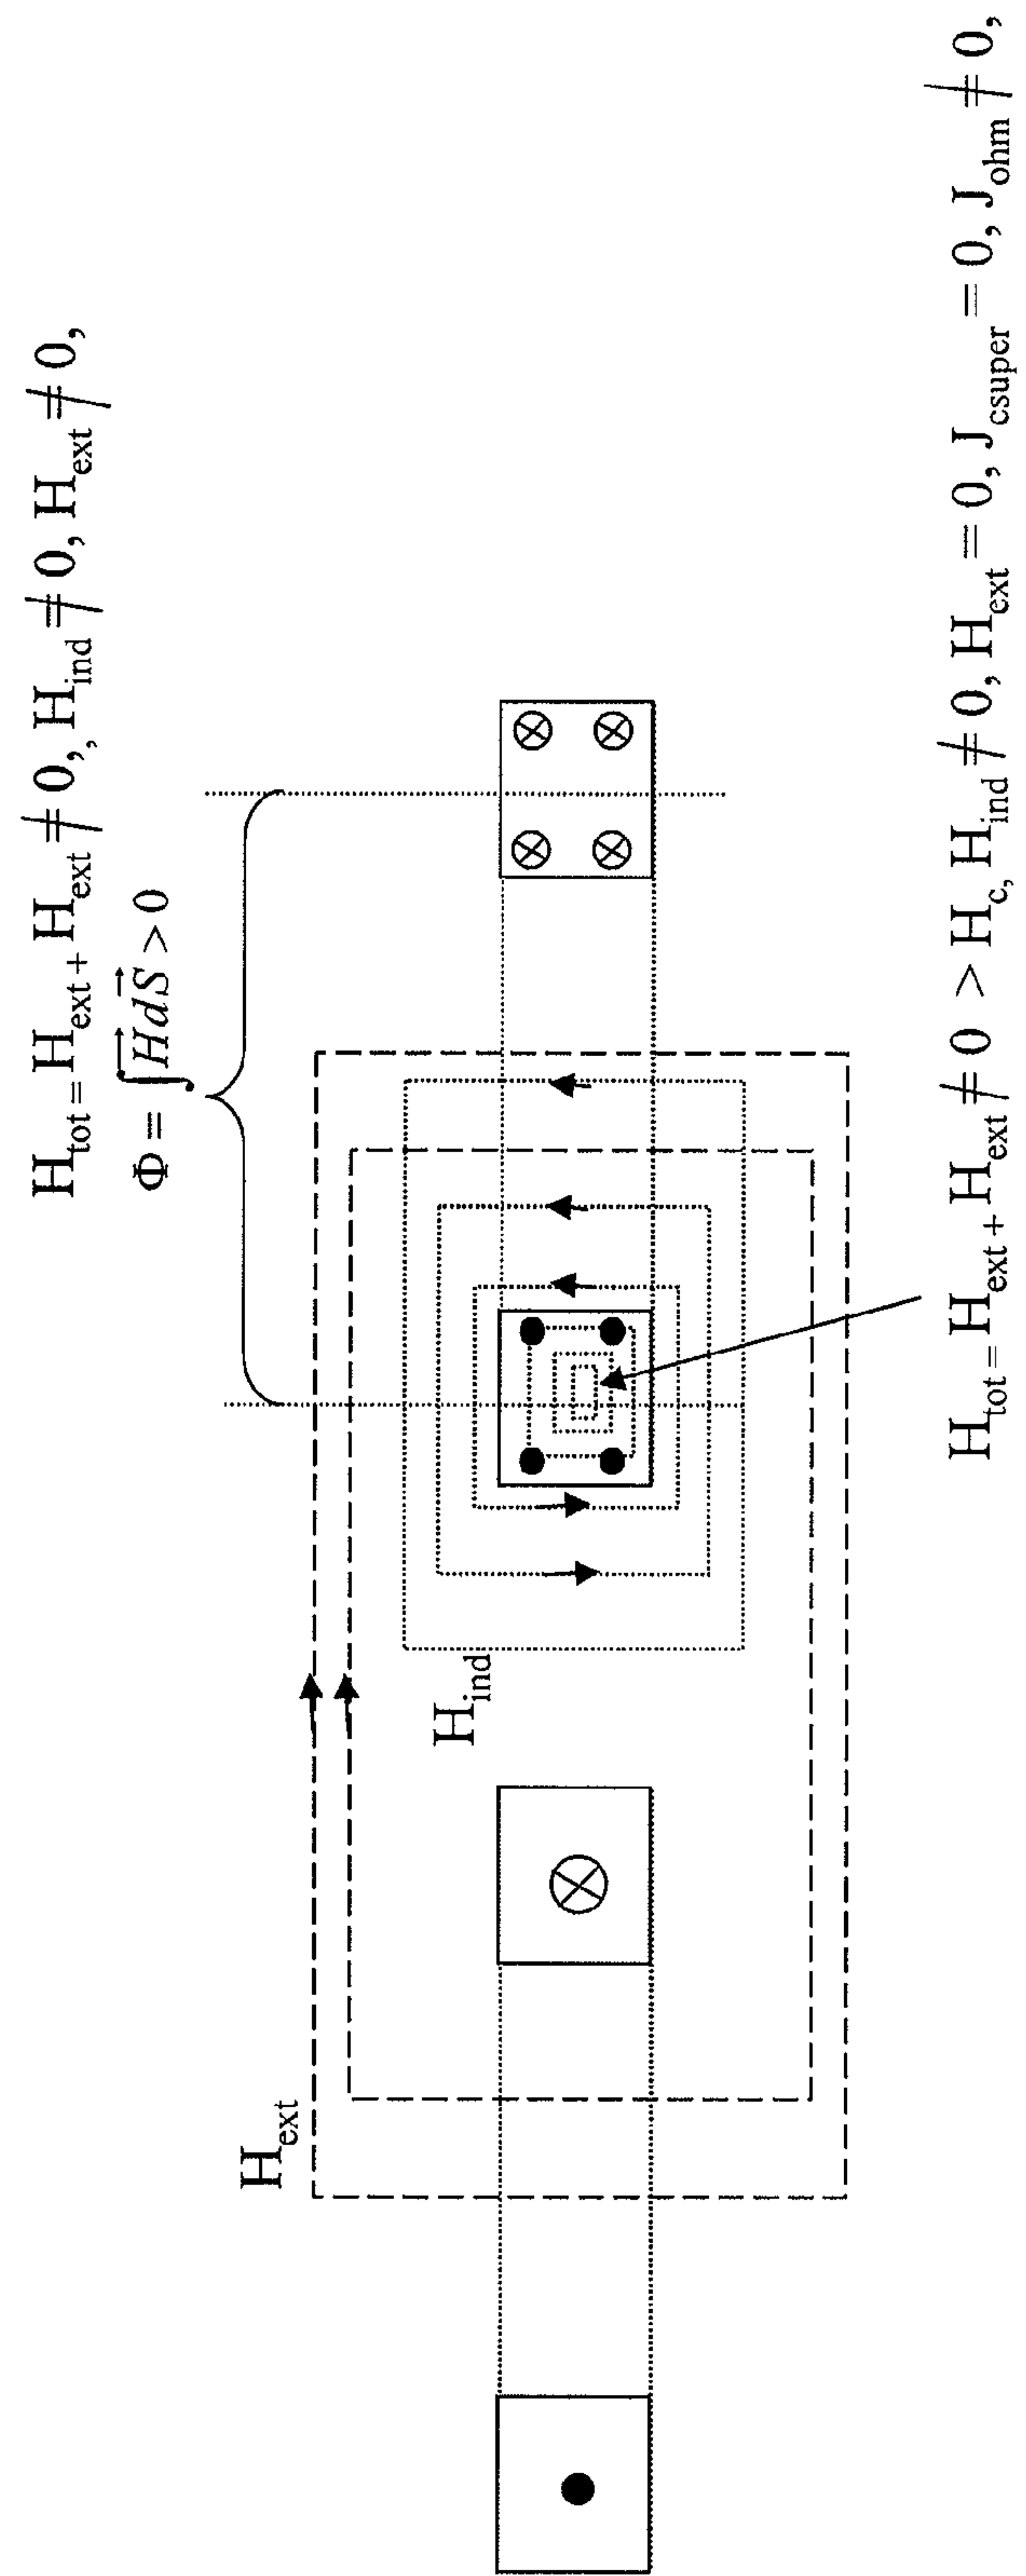 H_tot = H_ext + H_ext ≠ 0,, H_ind ≠ 0, H_ext ≠ 0,
Φ = ∫H⃗dS⃗ > 0
H_ext
H_ind
H_tot = H_ext + H_ext ≠ 0 > H_c, H_ind ≠ 0, H_ext = 0, J_csuper = 0, J_ohm ≠ 0,